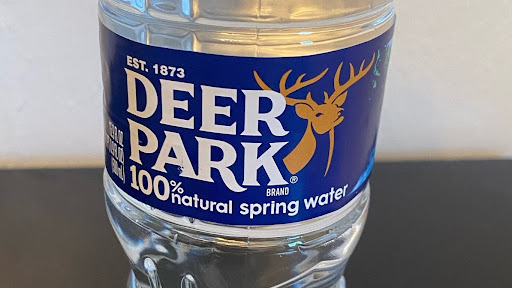 EST. 1873
DEER
PARK®
BRAND
100%
natural spring water